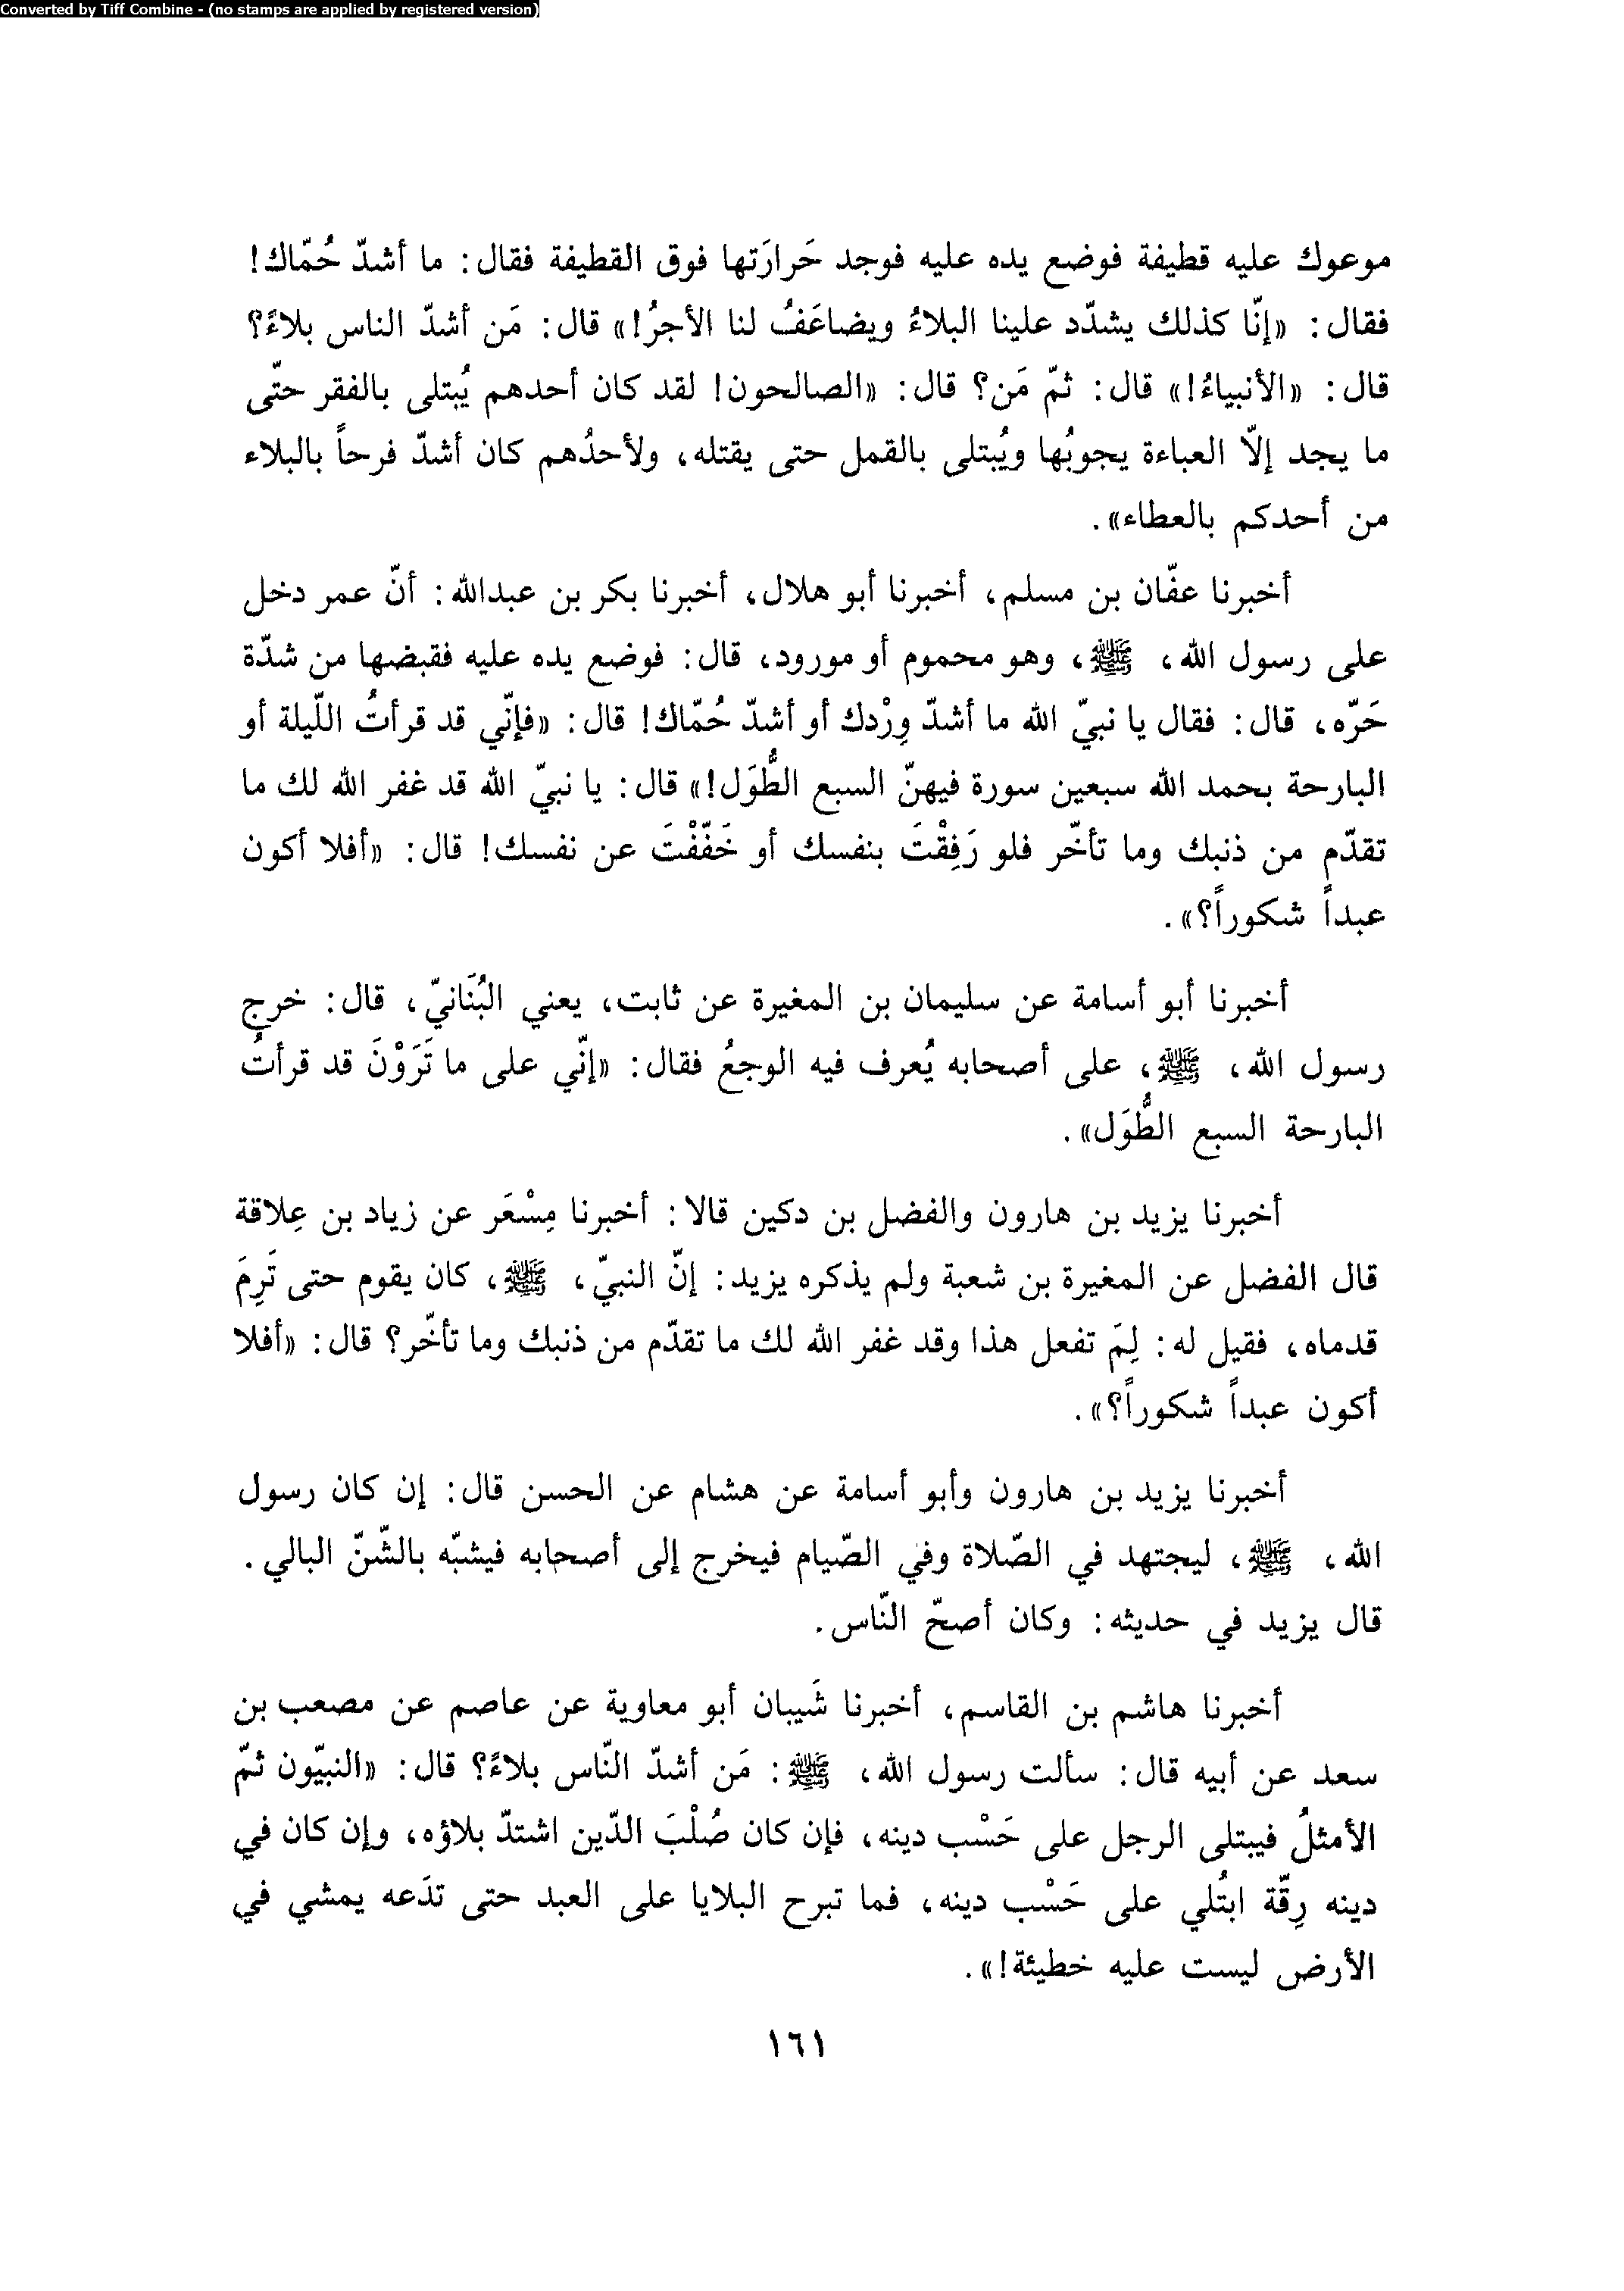 Converted by Tiff Combine - (no stamps are applied by registered version)
موعوك عليه قطيفة فوضع يده عليه فوجد حَرارَتها فوق القطيفة فقال: ما أشدّ حُمّاك!
فقال: «إنّا كذلك يشدّد علينا البلاءُ ويضاعَفُ لنا الأجرُ!» قال: مَن أشدّ الناس بلاءً؟
قال: «الأنبياءُ!» قال: ثمّ مَن؟ قال: «الصالحون! لقد كان أحدهم يُبتلى بالفقر حتّى
ما يجد إلّا العباءة يجوبُها ويُبتلى بالقمل حتى يقتله، ولأحدُهم كان أشدّ فرحاً بالبلاء
من أحدكم بالعطاء».
أخبرنا عفّان بن مسلم، أخبرنا أبو هلال، أخبرنا بكر بن عبدالله: أنّ عمر دخل
على رسول الله، ﷺ، وهو محموم أو مورود، قال: فوضع يده عليه فقبضها من شدّة
حَرّه، قال: فقال يا نبيّ الله ما أشدّ وِرْدك أو أشدّ حُمّاك! قال: «فإنّي قد قرأتُ اللّيلة أو
البارحة بحمد الله سبعين سورة فيهنّ السبع الطُّوَل!» قال: يا نبيّ الله قد غفر الله لك ما
تقدّم من ذنبك وما تأخّر فلو رَفِقْتَ بنفسك أو خَفّفْتَ عن نفسك! قال: «أفلا أكون
عبداً شكوراً؟».
أخبرنا أبو أسامة عن سليمان بن المغيرة عن ثابت، يعني البُنَانيّ، قال: خرج
رسول الله، ﷺ، على أصحابه يُعرف فيه الوجعُ فقال: «إنّي على ما تَرَوْنَ قد قرأتُ
البارحة السبع الطُّوَل».
أخبرنا يزيد بن هارون والفضل بن دكين قالا: أخبرنا مِسْعَر عن زياد بن عِلاقة
قال الفضل عن المغيرة بن شعبة ولم يذكره يزيد: إنّ النبيّ، ﷺ، كان يقوم حتى تَرِمَ
قدماه، فقيل له: لِمَ تفعل هذا وقد غفر الله لك ما تقدّم من ذنبك وما تأخّر؟ قال: «أفلا
أكون عبداً شكوراً؟».
أخبرنا يزيد بن هارون وأبو أسامة عن هشام عن الحسن قال: إن كان رسول
الله، ﷺ، ليجتهد في الصّلاة وفي الصّيام فيخرج إلى أصحابه فيشبّه بالشّنّ البالي.
قال يزيد في حديثه: وكان أصحّ النّاس.
أخبرنا هاشم بن القاسم، أخبرنا شَيبان أبو معاوية عن عاصم عن مصعب بن
سعد عن أبيه قال: سألت رسول الله، ﷺ: مَن أشدّ النّاس بلاءً؟ قال: «النبيّون ثمّ
الأمثلُ فيبتلى الرجل على حَسْب دينه، فإن كان صُلْبَ الدّين اشتدّ بلاؤه، وإن كان في
دينه رِقّة ابتُلي على حَسْب دينه، فما تبرح البلايا على العبد حتى تدَعه يمشي في
الأرض ليست عليه خطيئة!».
١٦١